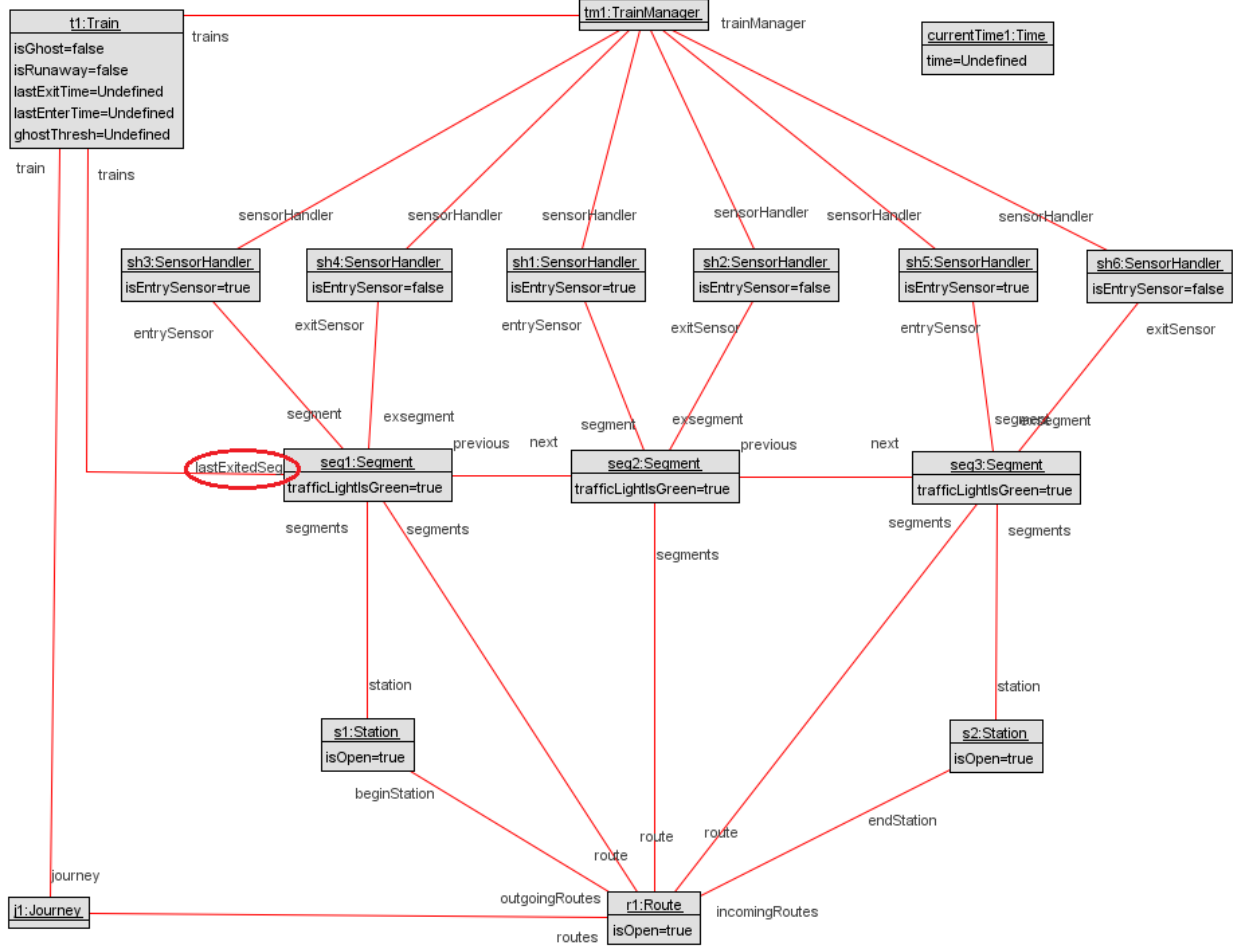 t1:Train
isGhost=false
isRunaway=false
lastExitTime=Undefined
lastEnterTime=Undefined
ghostThresh=Undefined
trains
tm1:TrainManager
trainManager
currentTime1:Time
time=Undefined
train
trains
sensorHandler
sensorHandler
sensorHandler
sensorHandler
sensorHandler
sensorHandler
sh3:SensorHandler
isEntrySensor=true
sh4:SensorHandler
isEntrySensor=false
sh1:SensorHandler
isEntrySensor=true
sh2:SensorHandler
isEntrySensor=false
sh5:SensorHandler
isEntrySensor=true
sh6:SensorHandler
isEntrySensor=false
entrySensor
exitSensor
entrySensor
exitSensor
entrySensor
exitSensor
segment
exsegment
segment
exsegment
segment
exsegment
previous
next
previous
next
lastExitedSeg
seg1:Segment
trafficLightIsGreen=true
seg2:Segment
trafficLightIsGreen=true
seg3:Segment
trafficLightIsGreen=true
segments
segments
segments
segments
segments
station
station
s1:Station
isOpen=true
s2:Station
isOpen=true
beginStation
endStation
route
route
route
journey
outgoingRoutes
incomingRoutes
j1:Journey
r1:Route
isOpen=true
routes